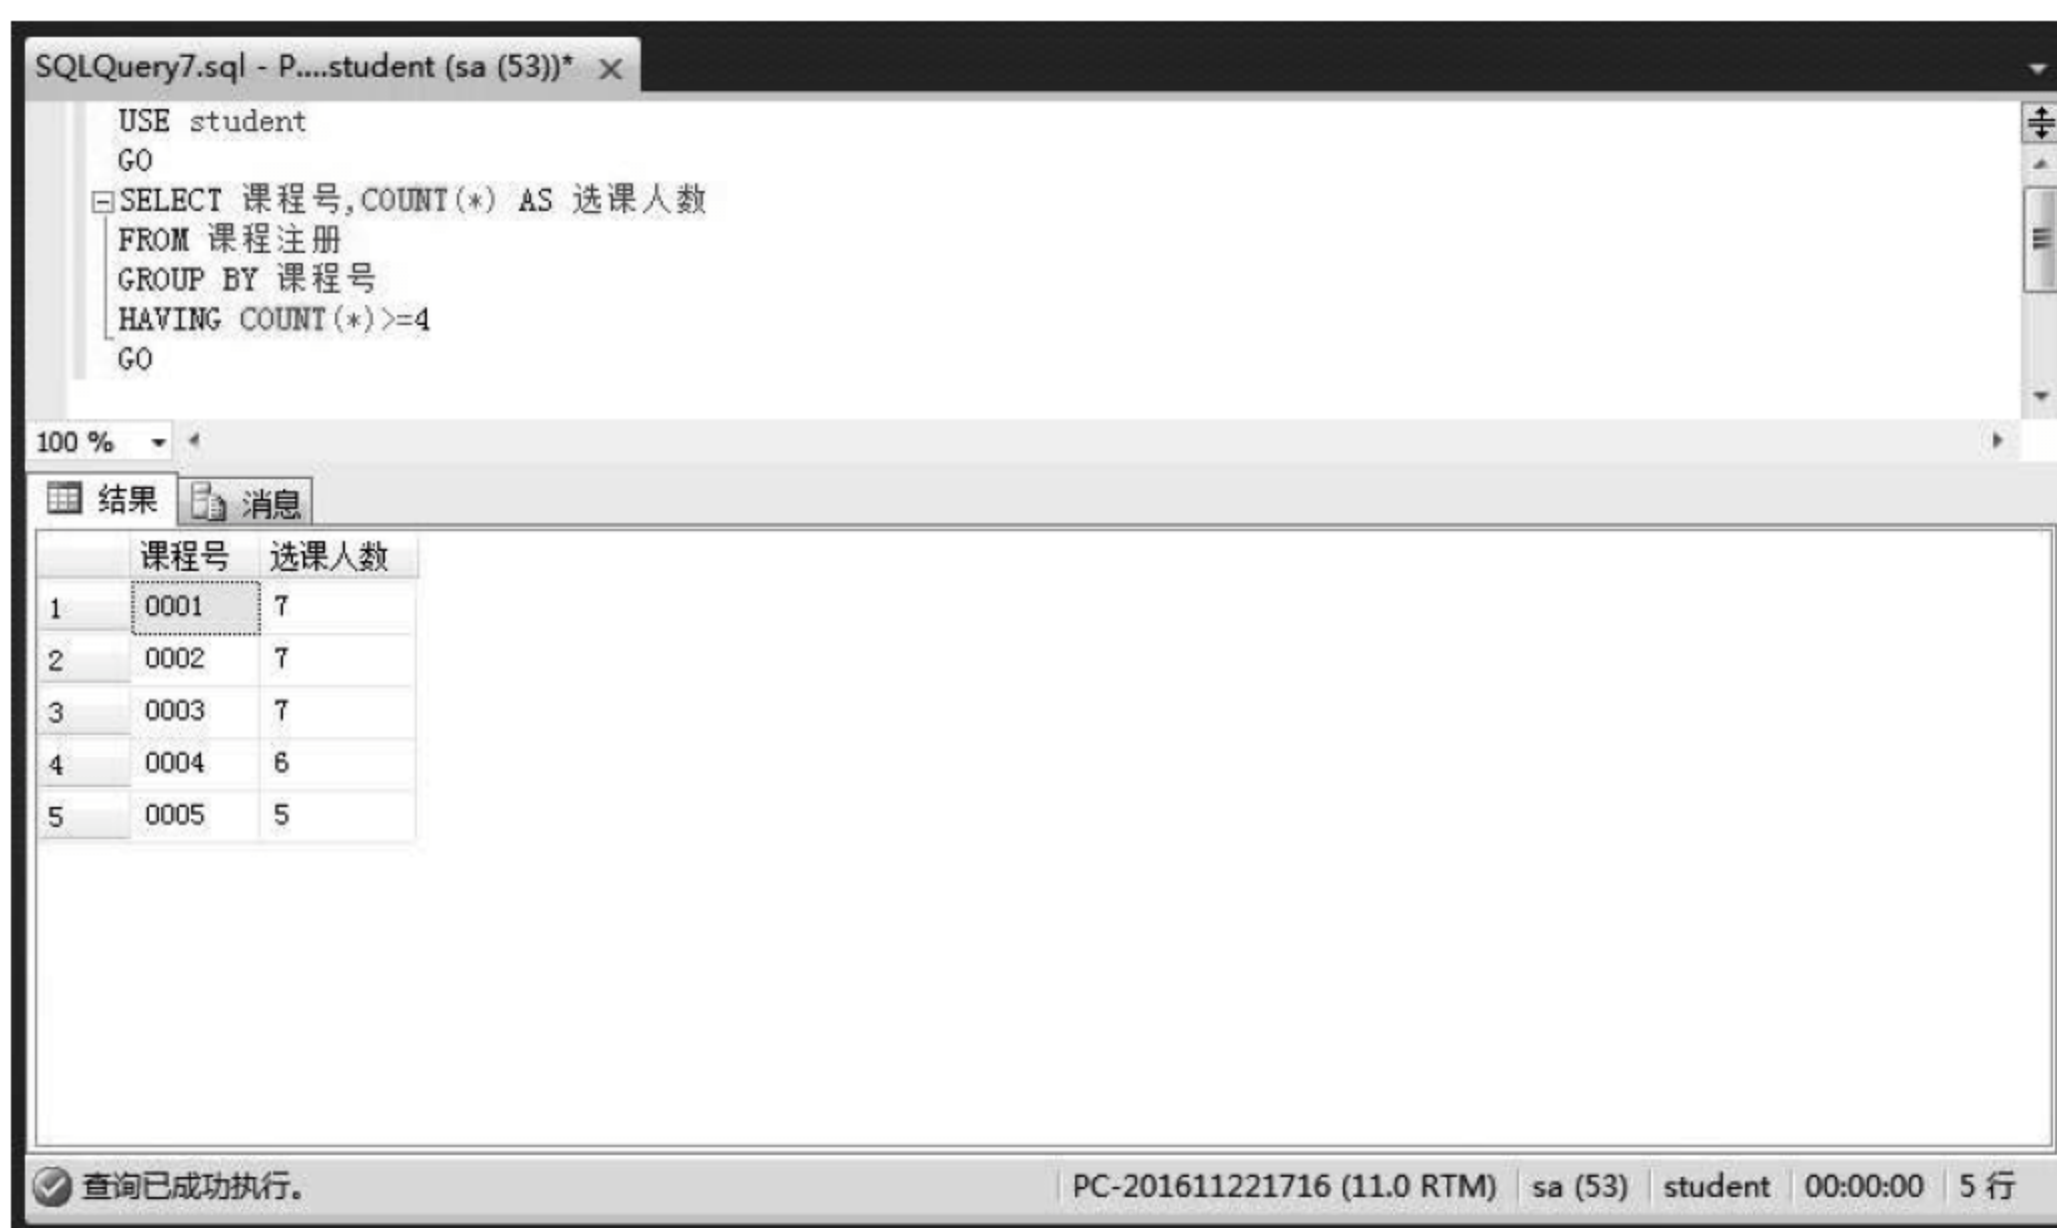 SQLQuery7.sql - P....student (sa (53))*
USE student
GO
SELECT 课程号,COUNT(*) AS 选课人数
FROM 课程注册
GROUP BY 课程号
HAVING COUNT(*)>=4
GO
100 %
结果 消息
课程号 选课人数
1 0001 7
2 0002 7
3 0003 7
4 0004 6
5 0005 5
查询已成功执行。 PC-201611221716 (11.0 RTM) sa (53) student 00:00:00 5 行